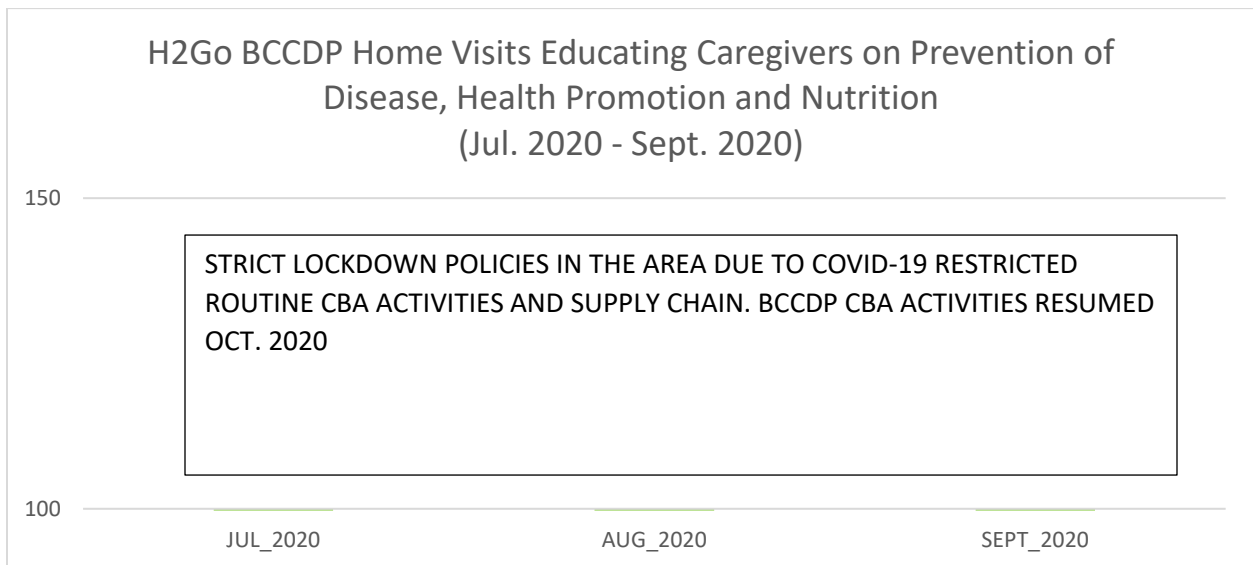 H2Go BCCDP Home Visits Educating Caregivers on Prevention of
Disease, Health Promotion and Nutrition
(Jul. 2020 - Sept. 2020)
150
STRICT LOCKDOWN POLICIES IN THE AREA DUE TO COVID-19 RESTRICTED
ROUTINE CBA ACTIVITIES AND SUPPLY CHAIN. BCCDP CBA ACTIVITIES RESUMED
OCT. 2020
100
JUL_2020 AUG_2020 SEPT_2020